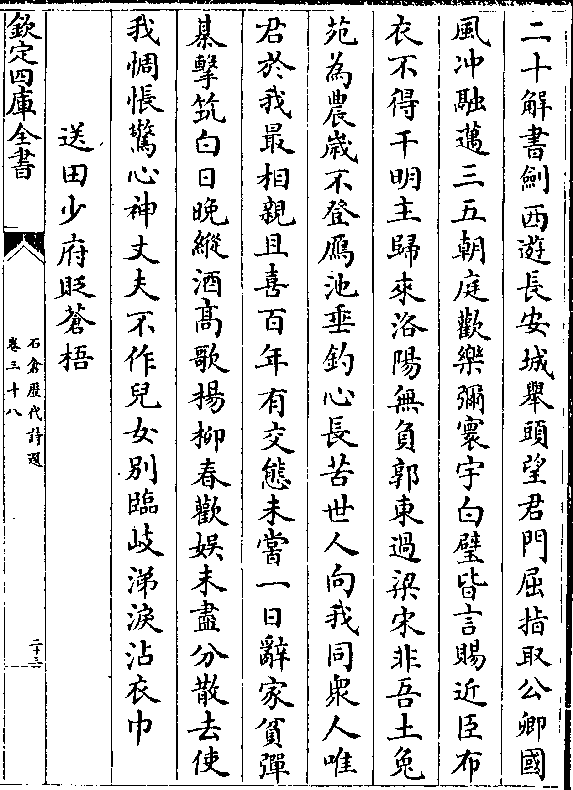 二十解書劒西遊長安城舉頭望君門屈指取公卿國
風冲融邁三五朝庭歡樂彌寰宇白璧皆言賜近臣布
衣不得干明主歸來洛陽無負郭東過梁宋非吾土兔
苑為農歳不登鴈池垂釣心長苦世人向我同衆人唯
君於我最相親且喜百年有交態未嘗一日辭家貧彈
棊擊筑白日晚縱酒高歌楊柳春歡娛未盡分散去使
我惆悵驚心神丈夫不作兒女别臨岐涕淚沾衣巾
送田少府貶蒼梧
欽定四庫全書
石倉歴代詩選
卷三十八
二十三